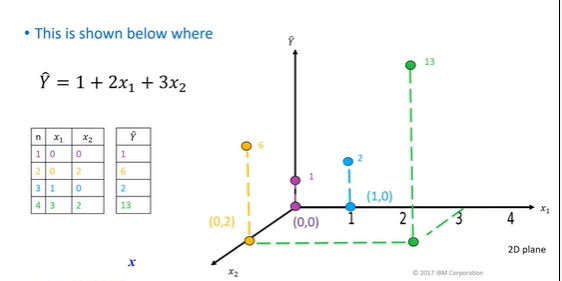 • This is shown below where
Ŷ = 1 + 2x₁ + 3x₂
n x₁ x₂ Ŷ
1 0 0 1
2 0 2 6
3 1 0 2
4 3 2 13
x
Ŷ
13
6
2
1
(1,0)
(0,2)
(0,0)
1 2 3 4
x₁
x₂
2D plane
© 2017 IBM Corporation